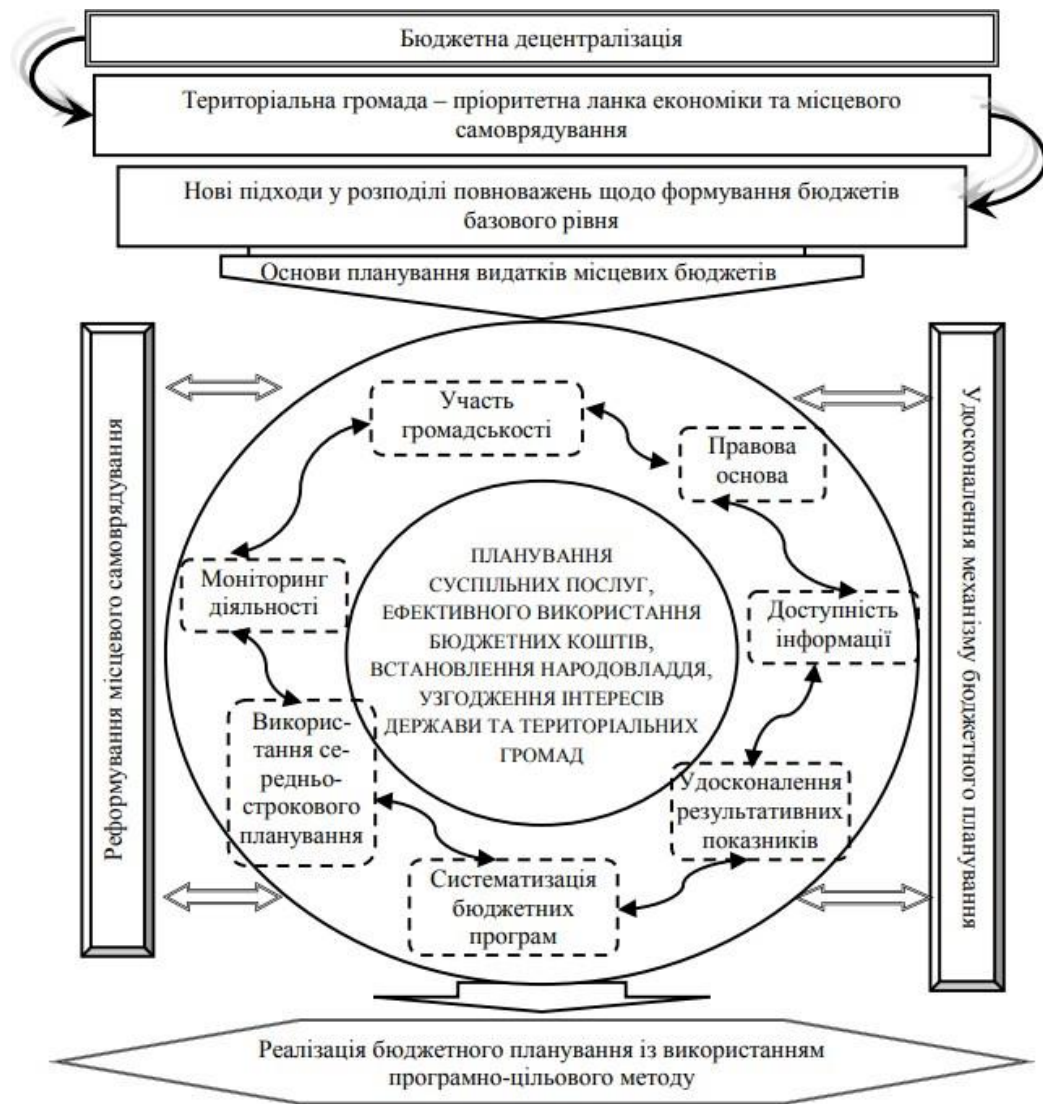 Бюджетна децентралізація
Територіальна громада – пріоритетна ланка економіки та місцевого
самоврядування
Нові підходи у розподілі повноважень щодо формування бюджетів
базового рівня
Основи планування видатків місцевих бюджетів
Реформування місцевого самоврядування
Участь
громадськості
Правова
основа
Моніторинг
діяльності
ПЛАНУВАННЯ
СУСПІЛЬНИХ ПОСЛУГ,
ЕФЕКТИВНОГО ВИКОРИСТАННЯ
БЮДЖЕТНИХ КОШТІВ,
ВСТАНОВЛЕННЯ НАРОДОВЛАДДЯ,
УЗГОДЖЕННЯ ІНТЕРЕСІВ
ДЕРЖАВИ ТА ТЕРИТОРІАЛЬНИХ
ГРОМАД
Доступність
інформації
Використ-
тання се-
редньо-
строкового
планування
Удосконалення
результативних
показників
Систематизація
бюджетних
програм
Удосконалення механізму бюджетного планування
Реалізація бюджетного планування із використанням
програмно-цільового методу